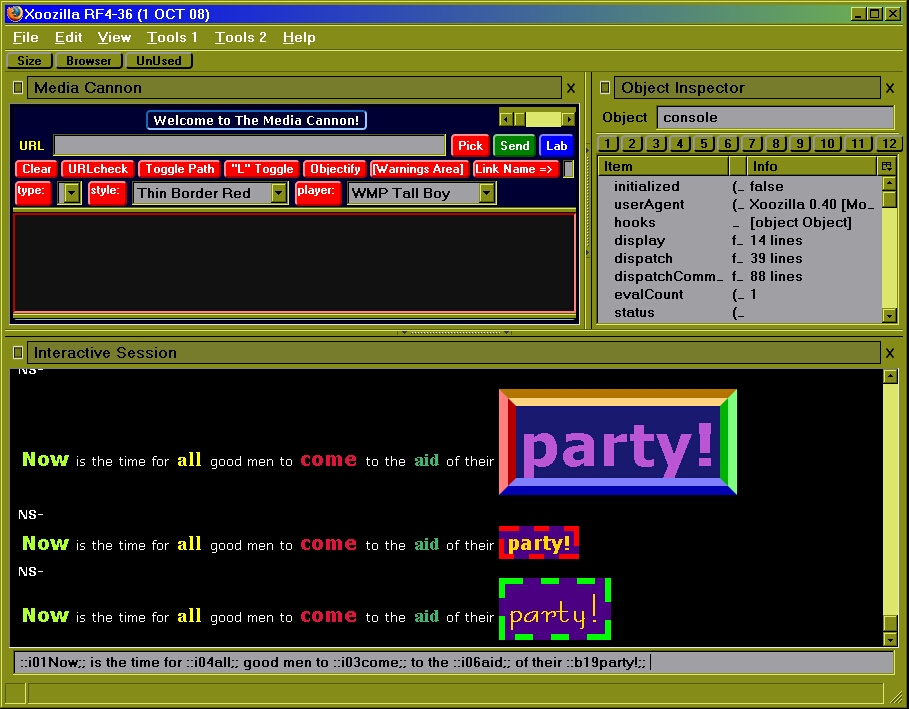 Xoozilla RF4-36 (1 OCT 08)
File Edit View Tools 1 Tools 2 Help
Size Browser UnUsed
Media Cannon X
Welcome to The Media Cannon!
URL Pick Send Lab
Clear URLcheck Toggle Path "L" Toggle Objectify [Warnings Area] Link Name =>
type: style: Thin Border Red player: WMP Tall Boy
Object Inspector X
Object console
1 2 3 4 5 6 7 8 9 10 11 12
Item Info
initialized (... false
userAgent (... Xoozilla 0.40 [Mo...
hooks ... [object Object]
display f... 14 lines
dispatch f... 39 lines
dispatchComm... f... 88 lines
evalCount (... 1
status (...
Interactive Session X
NS-
Now is the time for all good men to come to the aid of their party!
NS-
Now is the time for all good men to come to the aid of their party!
NS-
Now is the time for all good men to come to the aid of their party!
::i01Now;; is the time for ::i04all;; good men to ::i03come;; to the ::i06aid;; of their ::b19party!;;